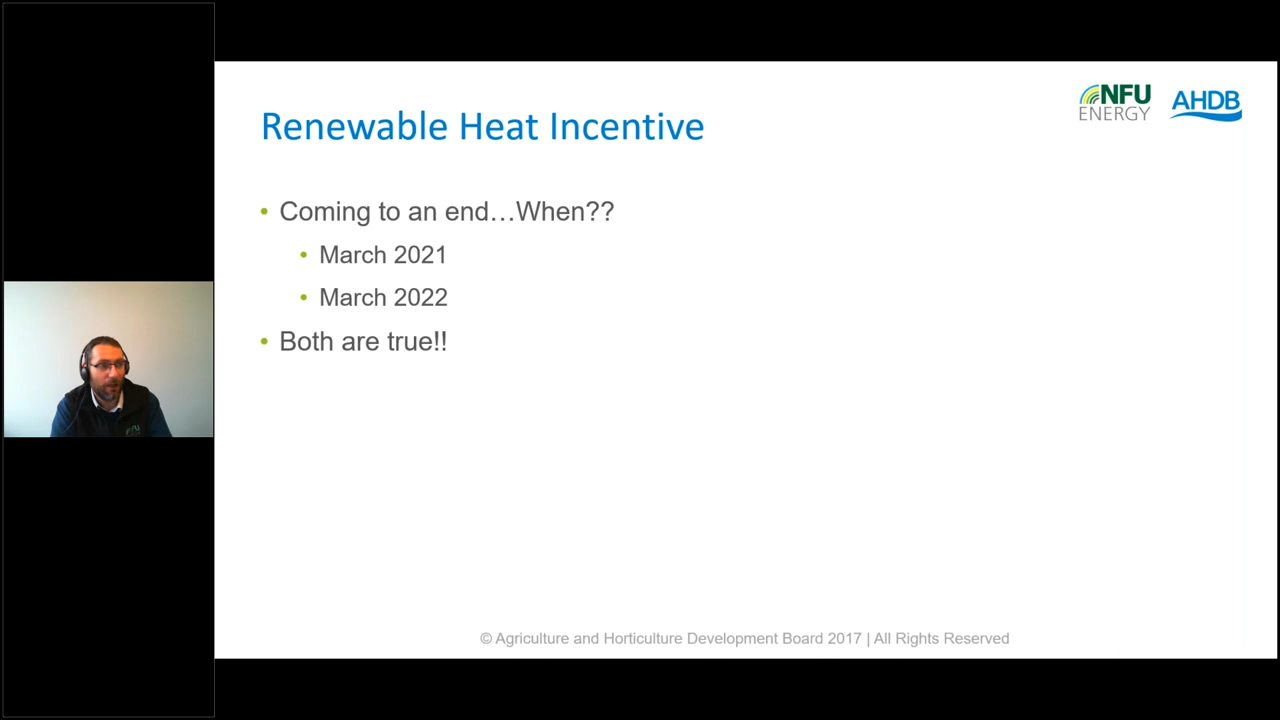 NFU
ENERGY
AHDB
Renewable Heat Incentive
• Coming to an end…When??
• March 2021
• March 2022
• Both are true!!
NFU
© Agriculture and Horticulture Development Board 2017 | All Rights Reserved